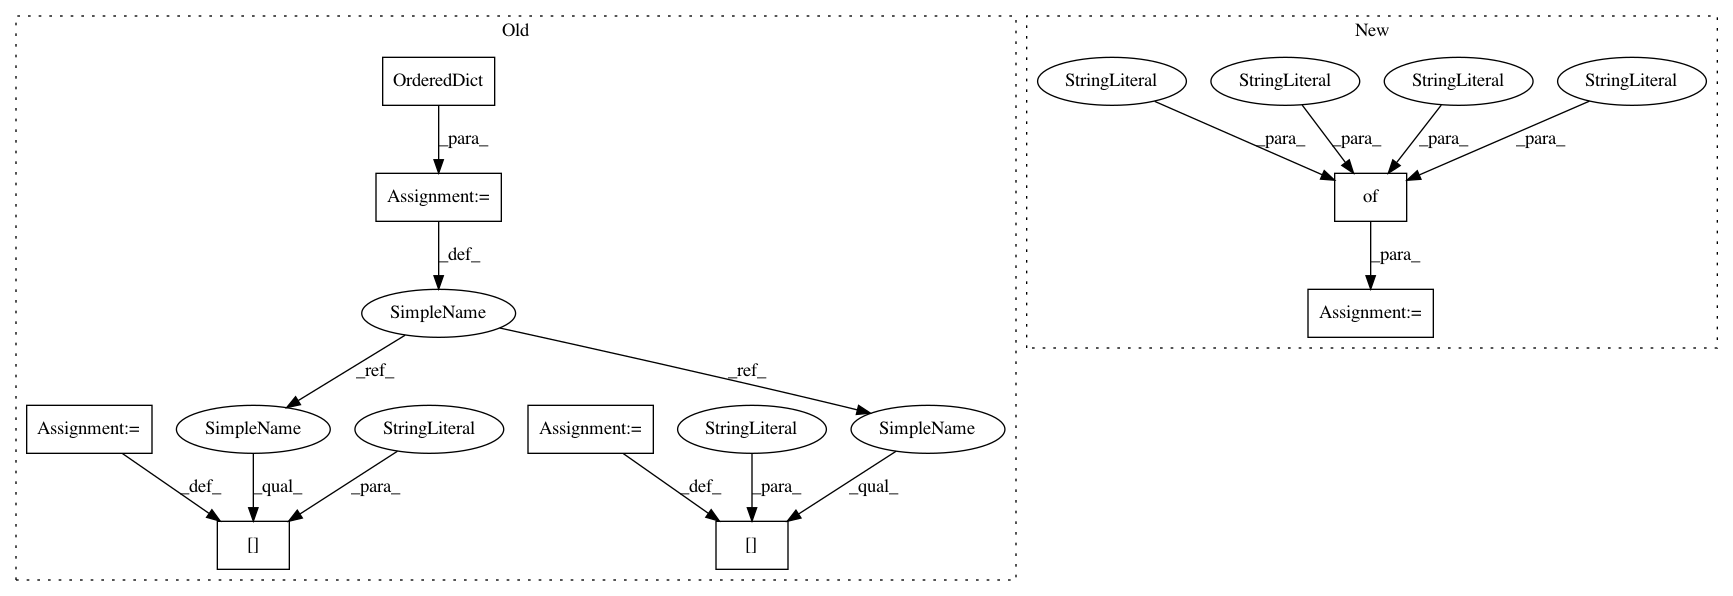 Old
New
OrderedDict
StringLiteral
StringLiteral
StringLiteral
StringLiteral
_para_
_para_
_para_
_para_
_para_
Assignment:=
of
_def_
_para_
SimpleName
Assignment:=
_ref_
_ref_
Assignment:=
SimpleName
StringLiteral
Assignment:=
StringLiteral
SimpleName
_def_
_qual_
_para_
_def_
_para_
_qual_
[]
[]